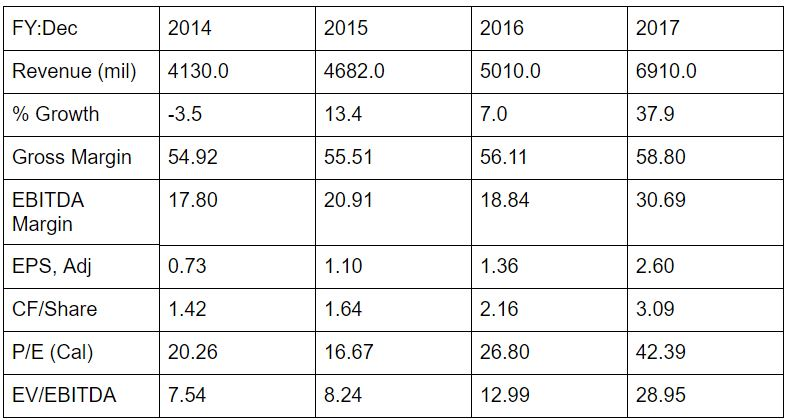 FY:Dec 2014 2015 2016 2017
Revenue (mil) 4130.0 4682.0 5010.0 6910.0
% Growth -3.5 13.4 7.0 37.9
Gross Margin 54.92 55.51 56.11 58.80
EBITDA 17.80 20.91 18.84 30.69
Margin
EPS, Adj 0.73 1.10 1.36 2.60
CF/Share 1.42 1.64 2.16 3.09
P/E (Cal) 20.26 16.67 26.80 42.39
EV/EBITDA 7.54 8.24 12.99 28.95